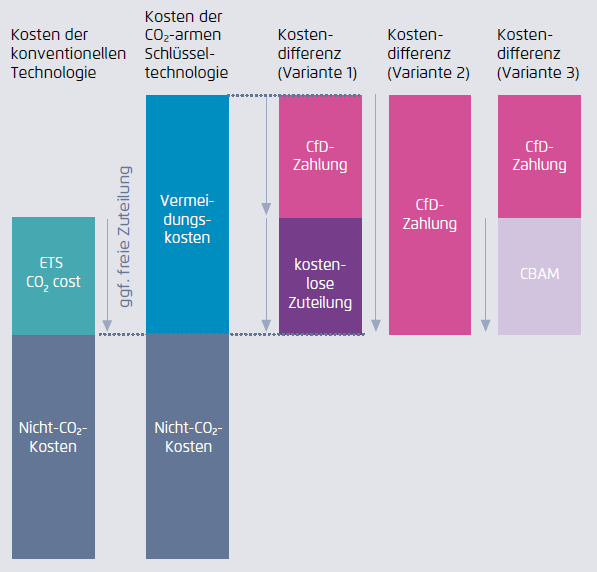 Kosten der
konventionellen
Technologie
Kosten der
CO₂-armen
Schlüssel-
technologie
Kosten-
differenz
(Variante 1)
Kosten-
differenz
(Variante 2)
Kosten-
differenz
(Variante 3)
ETS
CO₂ cost
Nicht-CO₂-
Kosten
ggf. freie Zuteilung
Vermei-
dungs-
kosten
Nicht-CO₂-
Kosten
CfD-
Zahlung
kosten-
lose
Zuteilung
CfD-
Zahlung
CfD-
Zahlung
CBAM